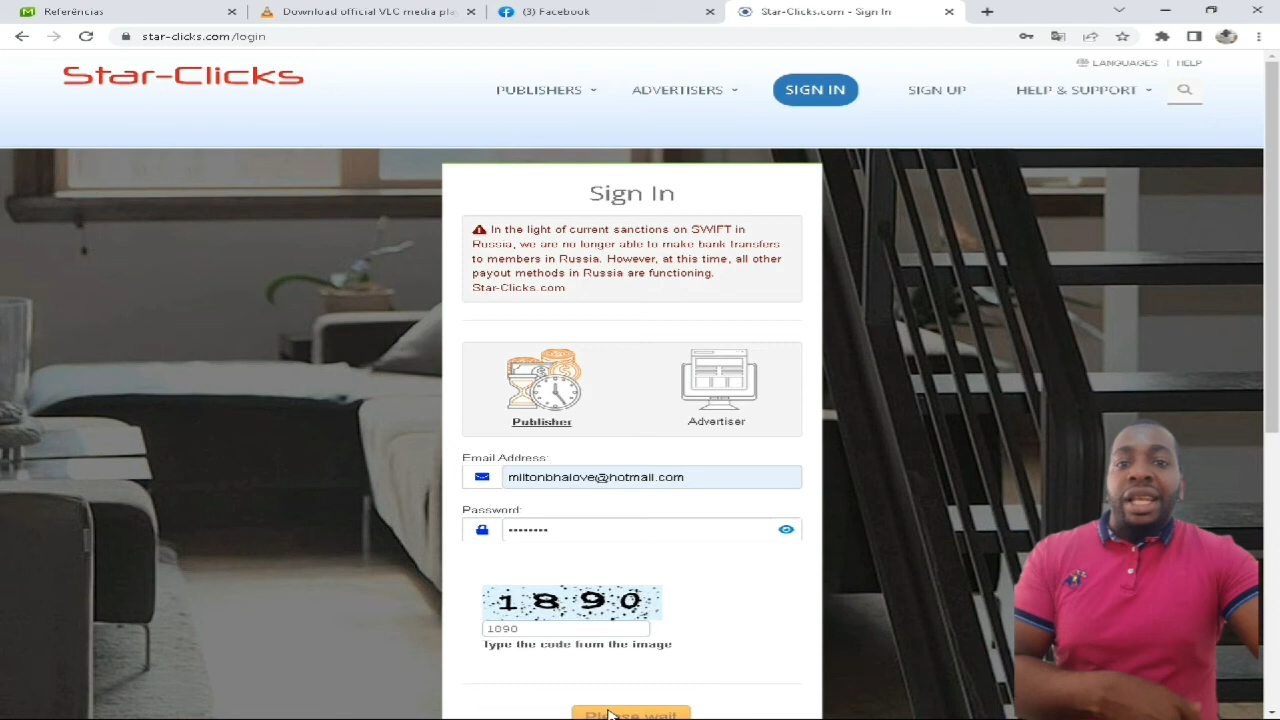 Referências
Download official VLC media pla
(3) Facebook
Star-Clicks.com - Sign In
star-clicks.com/login
LANGUAGES | HELP
Star-Clicks
PUBLISHERS
ADVERTISERS
SIGN IN
SIGN UP
HELP & SUPPORT
Sign In
In the light of current sanctions on SWIFT in
Russia, we are no longer able to make bank transfers
to members in Russia. However, at this time, all other
payout methods in Russia are functioning.
Star-Clicks.com
Publisher
Advertiser
Email Address:
miltonbhalove@hotmail.com
Password:
••••••••
1890
1090
Type the code from the image
Please wait